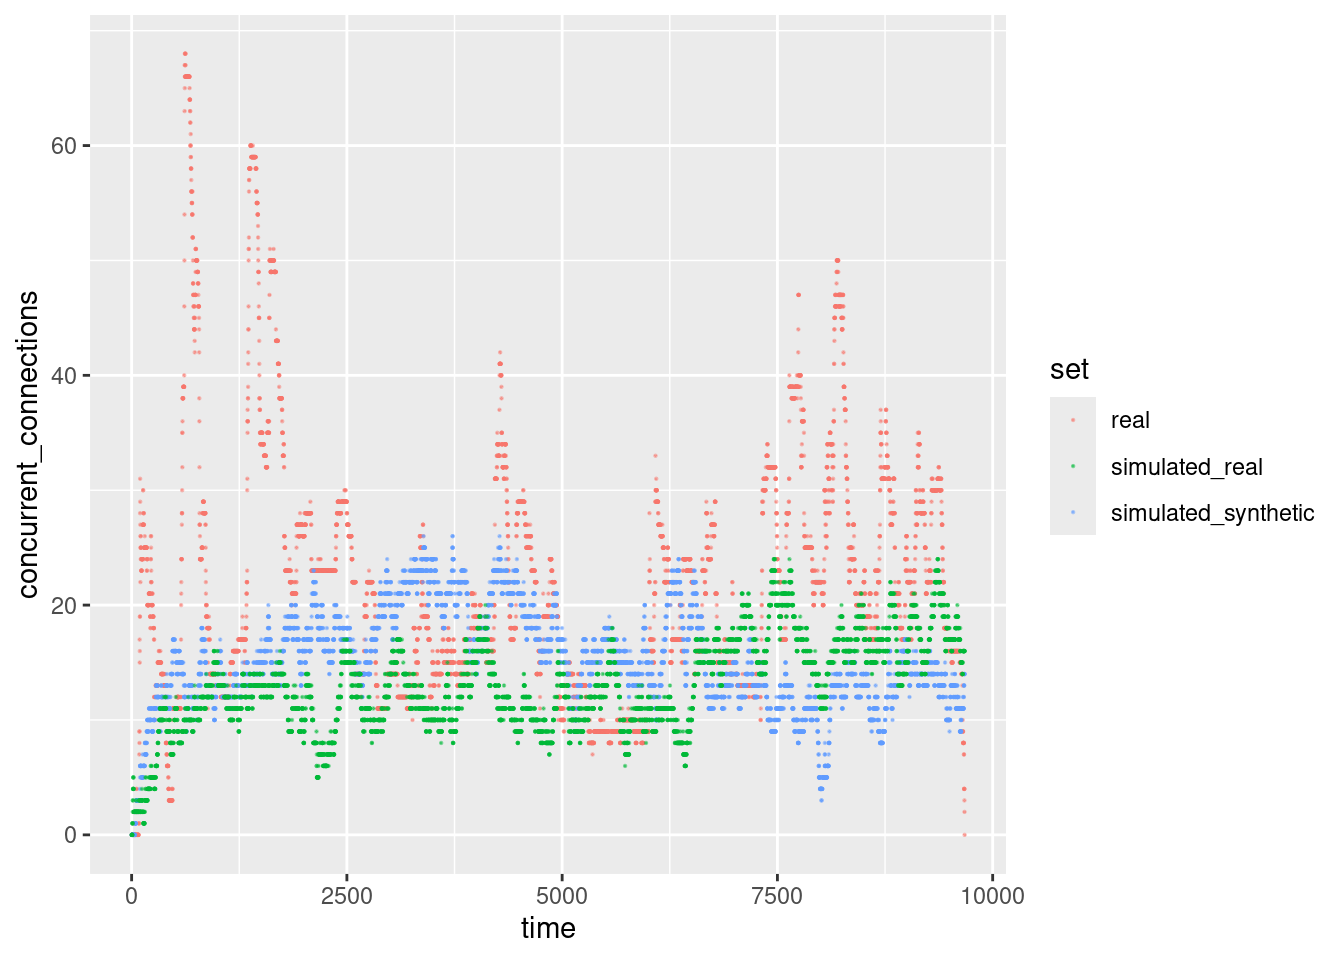 concurrent_connections
60
40
20
0
0
2500
5000
7500
10000
time
set
real
simulated_real
simulated_synthetic